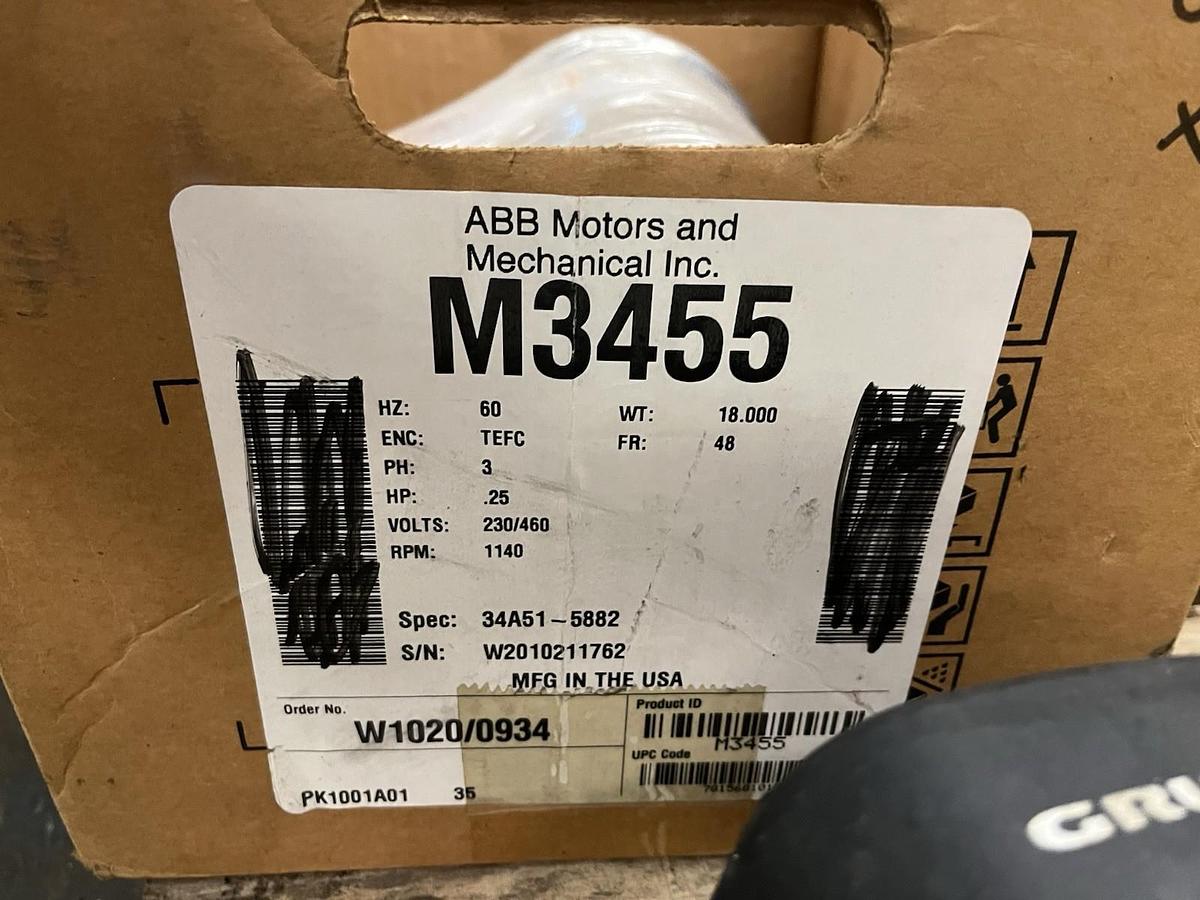 ABB Motors and
Mechanical Inc.
M3455
HZ: 60 WT: 18.000
ENC: TEFC FR: 48
PH: 3
HP: .25
VOLTS: 230/460
RPM: 1140
Spec: 34A51-5882
S/N: W2010211762
MFG IN THE USA
Order No. Product ID
W1020/0934
M3455
UPC Code
PK1001A01 35